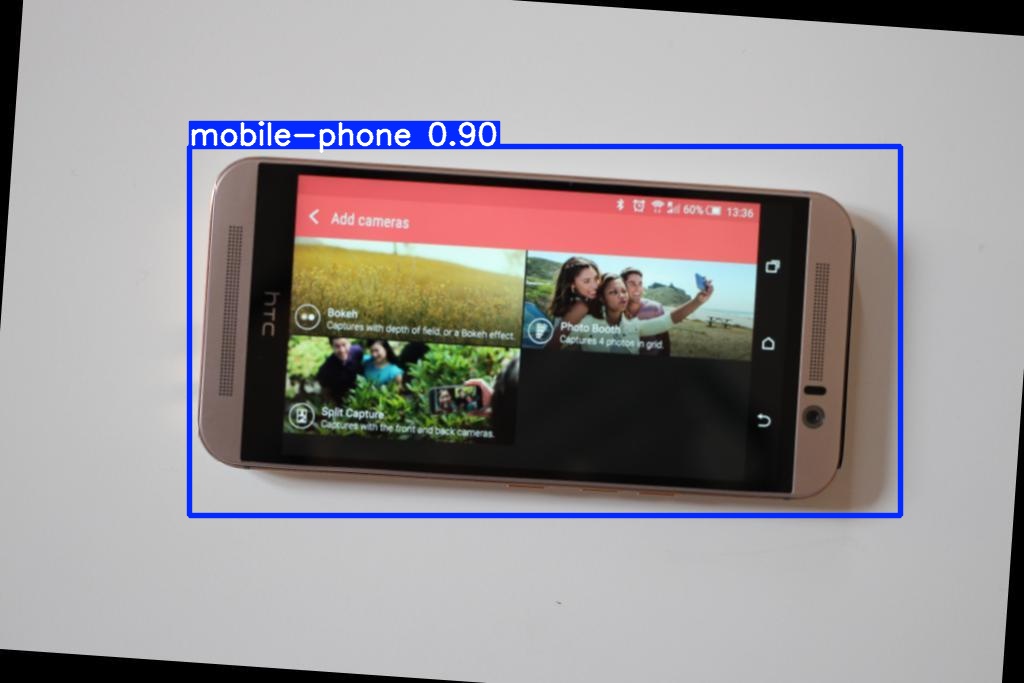 mobile-phone 0.90
60% 13:36
Add cameras
Bokeh
Captures with depth of field, or a Bokeh effect.
Photo Booth
Captures 4 photos in grid.
Split Capture
Captures with the front and back cameras.
hTC